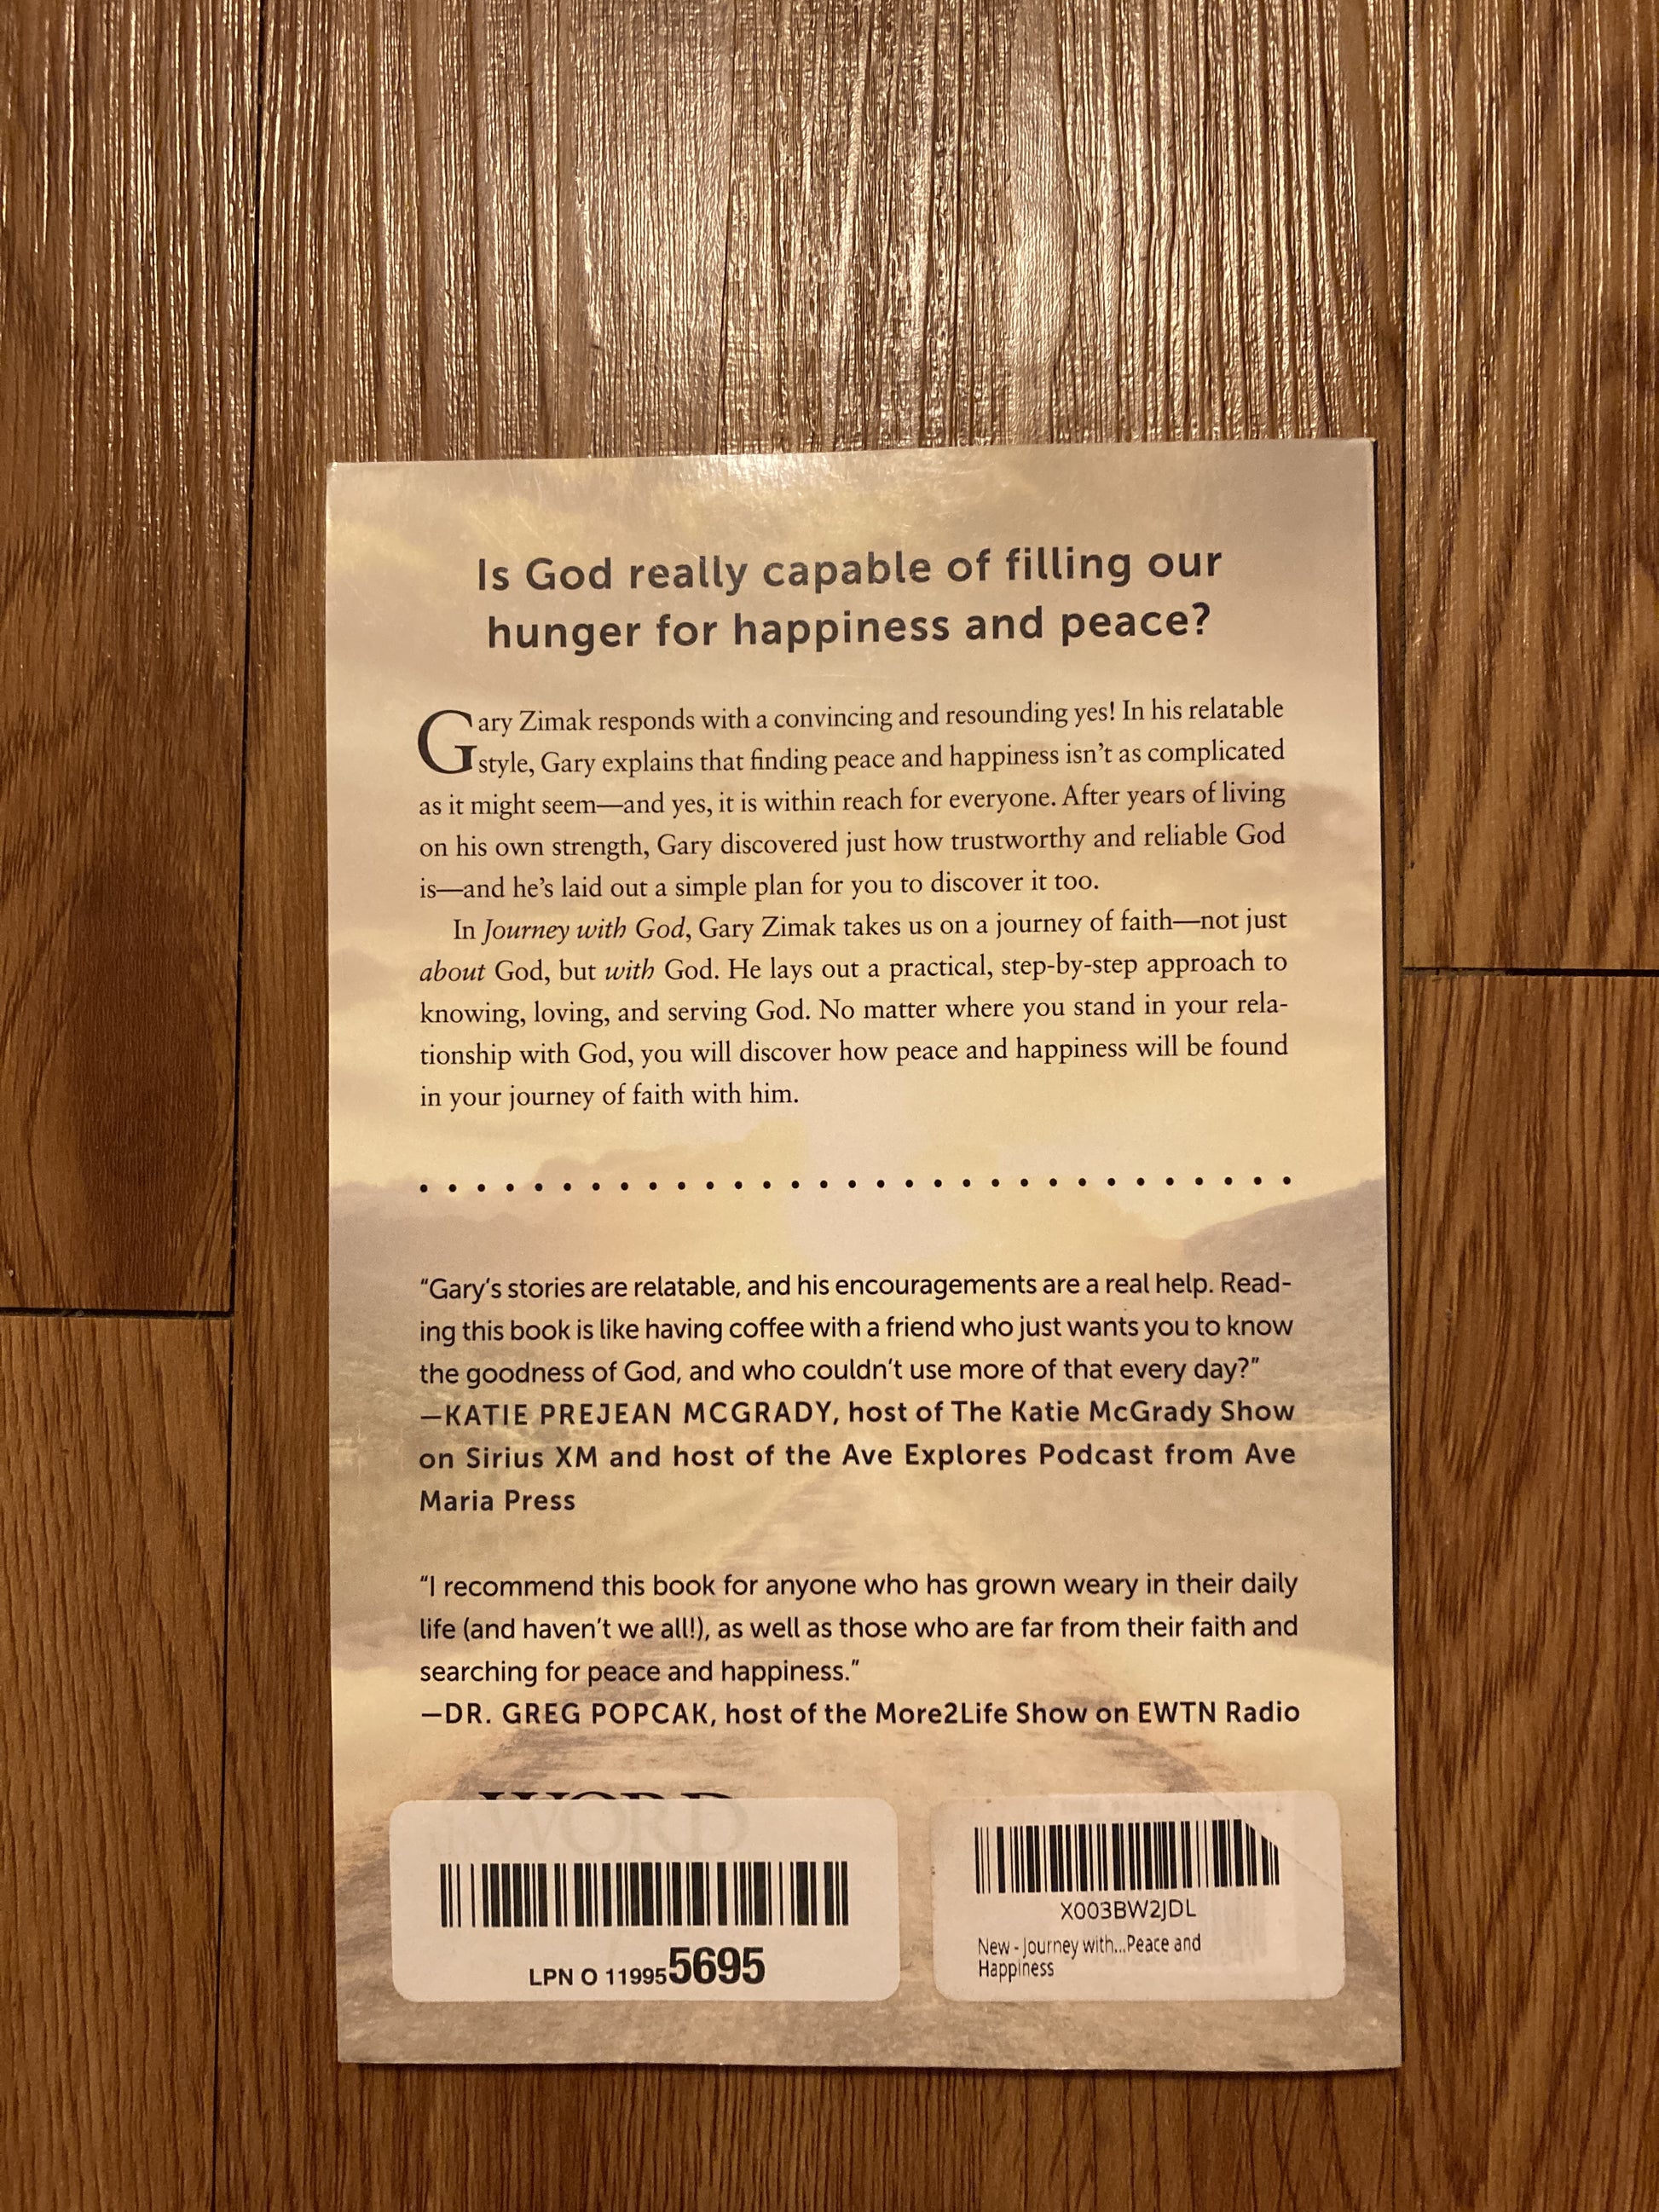 Is God really capable of filling our
hunger for happiness and peace?
Gary Zimak responds with a convincing and resounding yes! In his relatable
style, Gary explains that finding peace and happiness isn't as complicated
as it might seem—and yes, it is within reach for everyone. After years of living
on his own strength, Gary discovered just how trustworthy and reliable God
is—and he's laid out a simple plan for you to discover it too.
In Journey with God, Gary Zimak takes us on a journey of faith—not just
about God, but with God. He lays out a practical, step-by-step approach to
knowing, loving, and serving God. No matter where you stand in your rela-
tionship with God, you will discover how peace and happiness will be found
in your journey of faith with him.
"Gary's stories are relatable, and his encouragements are a real help. Read-
ing this book is like having coffee with a friend who just wants you to know
the goodness of God, and who couldn't use more of that every day?"
—KATIE PREJEAN MCGRADY, host of The Katie McGrady Show
on Sirius XM and host of the Ave Explores Podcast from Ave
Maria Press
"I recommend this book for anyone who has grown weary in their daily
life (and haven't we all!), as well as those who are far from their faith and
searching for peace and happiness."
—DR. GREG POPCAK, host of the More2Life Show on EWTN Radio
WORD
LPN O 119955695
X003BW2JDL
New - Journey with...Peace and
Happiness